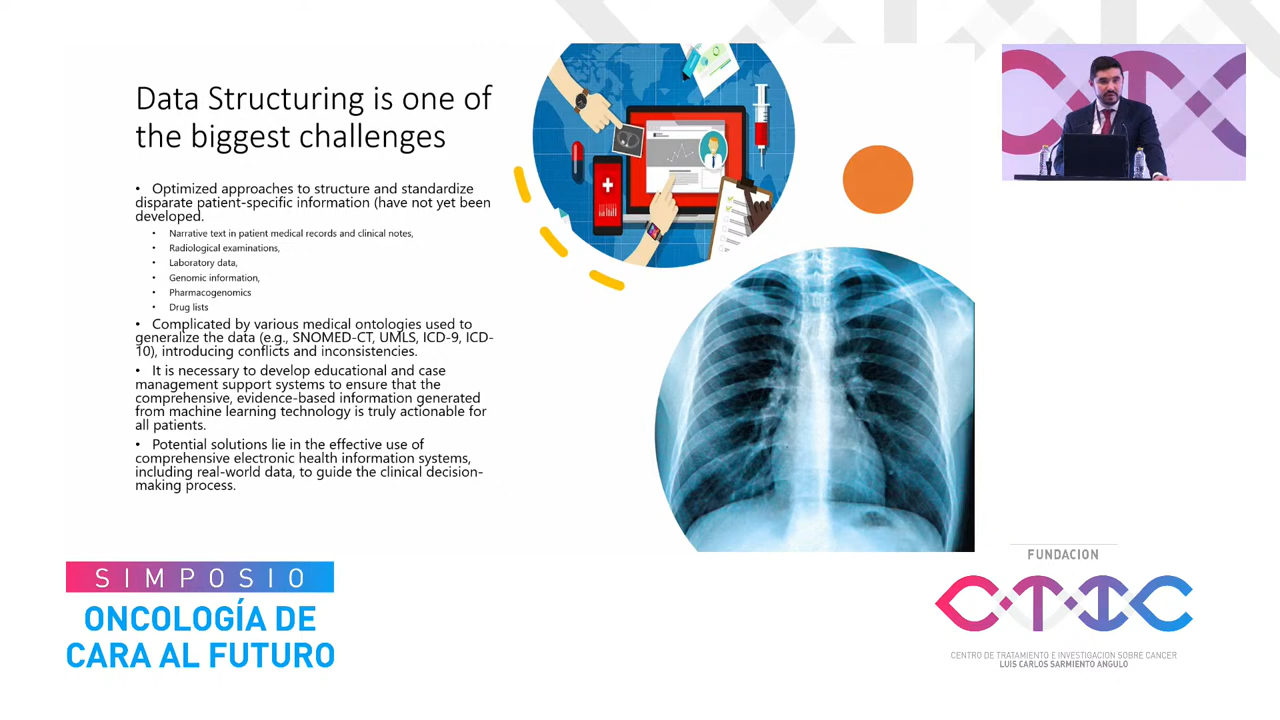 Data Structuring is one of
the biggest challenges
• Optimized approaches to structure and standardize
disparate patient-specific information (have not yet been
developed.
• Narrative text in patient medical records and clinical notes,
• Radiological examinations,
• Laboratory data,
• Genomic information,
• Pharmacogenomics
• Drug lists
• Complicated by various medical ontologies used to
generalize the data (e.g., SNOMED-CT, UMLS, ICD-9, ICD-
10), introducing conflicts and inconsistencies.
• It is necessary to develop educational and case
management support systems to ensure that the
comprehensive, evidence-based information generated
from machine learning technology is truly actionable for
all patients.
• Potential solutions lie in the effective use of
comprehensive electronic health information systems,
including real-world data, to guide the clinical decision-
making process.
SIMPOSIO
ONCOLOGÍA DE
CARA AL FUTURO
FUNDACION
CTIC
CENTRO DE TRATAMIENTO E INVESTIGACION SOBRE CANCER
LUIS CARLOS SARMIENTO ANGULO